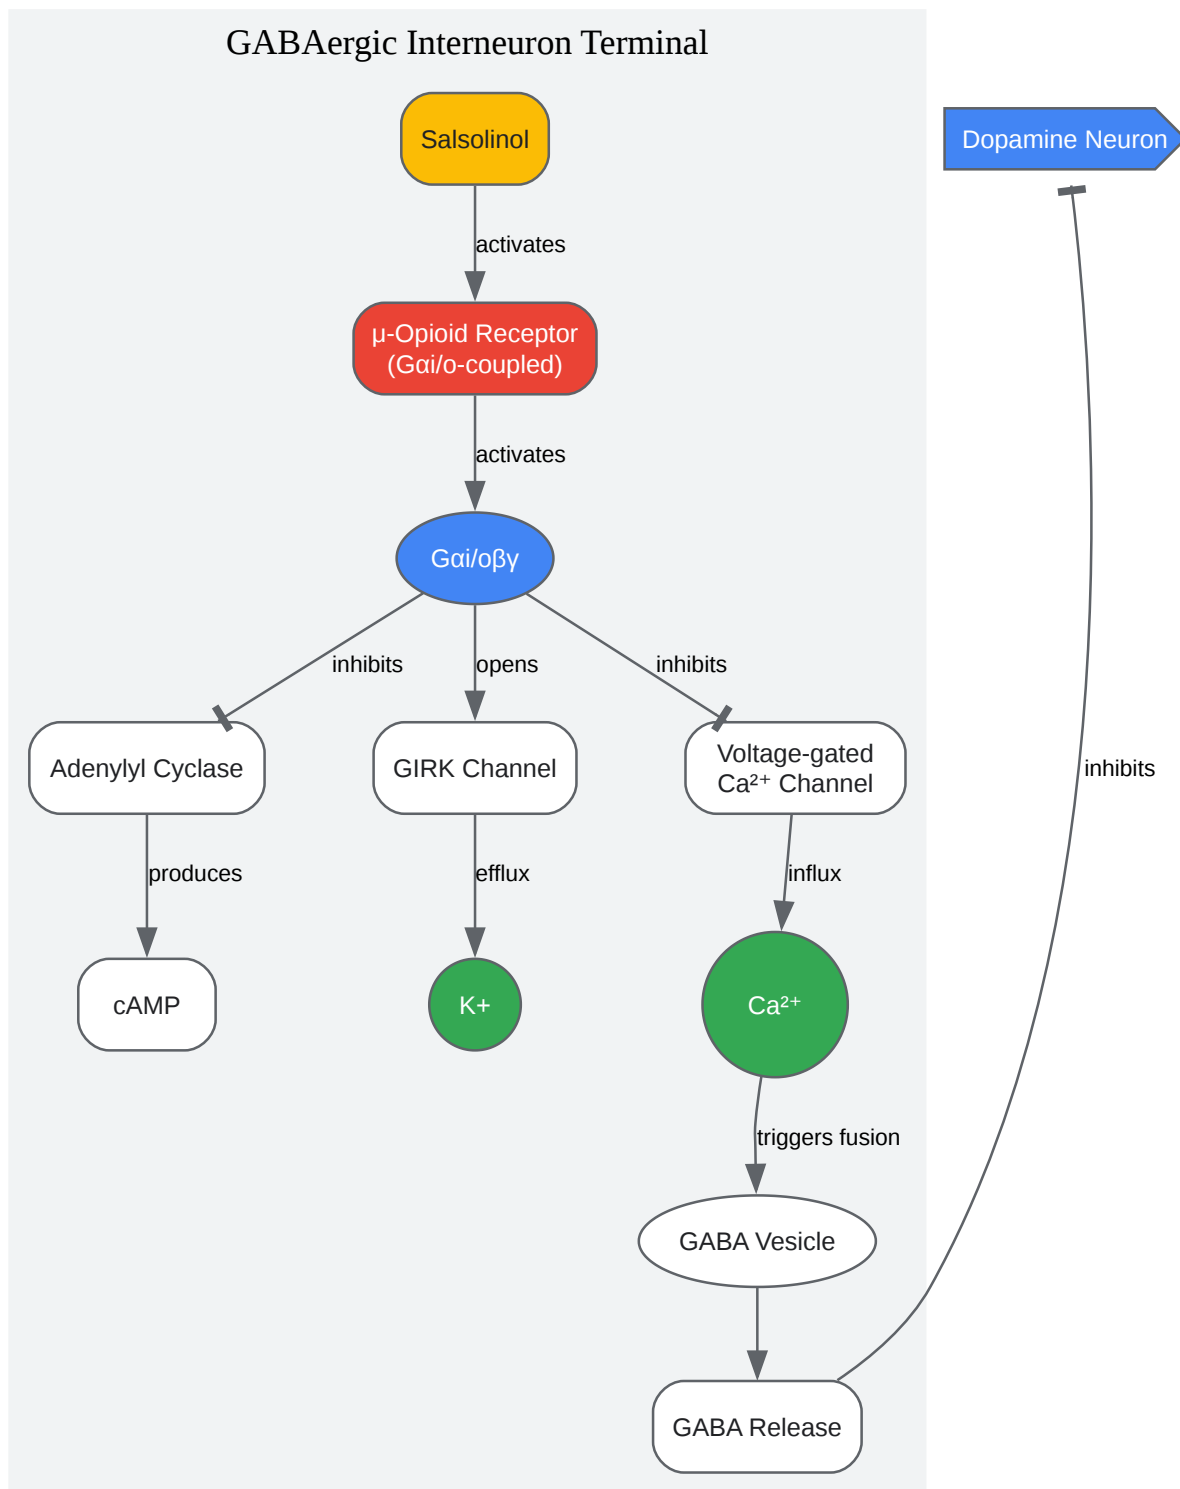 GABAergic Interneuron Terminal
Salsolinol
Dopamine Neuron
activates
μ-Opioid Receptor
(Gαi/o-coupled)
activates
Gαi/oβγ
inhibits
opens
inhibits
Adenylyl Cyclase
GIRK Channel
Voltage-gated
Ca²⁺ Channel
inhibits
produces
efflux
influx
cAMP
K+
Ca²⁺
triggers fusion
GABA Vesicle
GABA Release